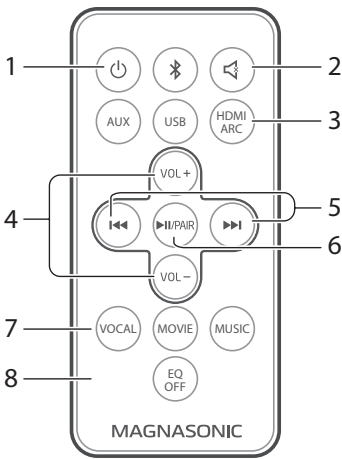 1
2
AUX USB HDMI ARC
3
VOL+
4
5
/PAIR
6
VOL-
7
VOCAL MOVIE MUSIC
8
EQ OFF
MAGNASONIC